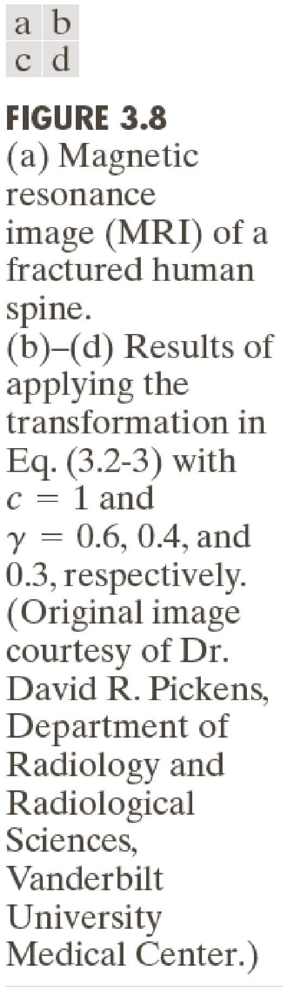 a b
c d
FIGURE 3.8
(a) Magnetic
resonance
image (MRI) of a
fractured human
spine.
(b)–(d) Results of
applying the
transformation in
Eq. (3.2-3) with
c = 1 and
γ = 0.6, 0.4, and
0.3, respectively.
(Original image
courtesy of Dr.
David R. Pickens,
Department of
Radiology and
Radiological
Sciences,
Vanderbilt
University
Medical Center.)